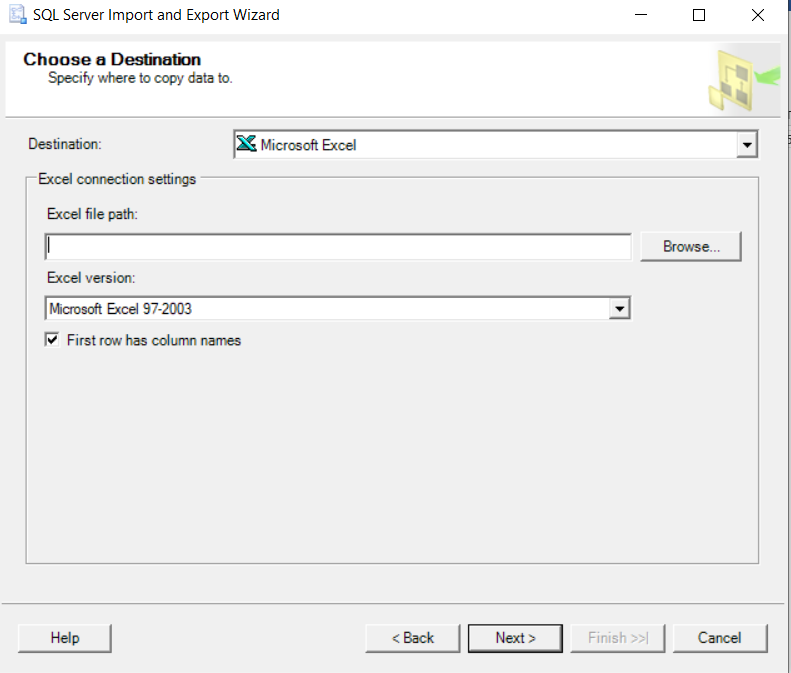 SQL Server Import and Export Wizard
Choose a Destination
Specify where to copy data to.
Destination:
Microsoft Excel
Excel connection settings
Excel file path:
Browse...
Excel version:
Microsoft Excel 97-2003
First row has column names
Help
< Back
Next >
Finish >>|
Cancel